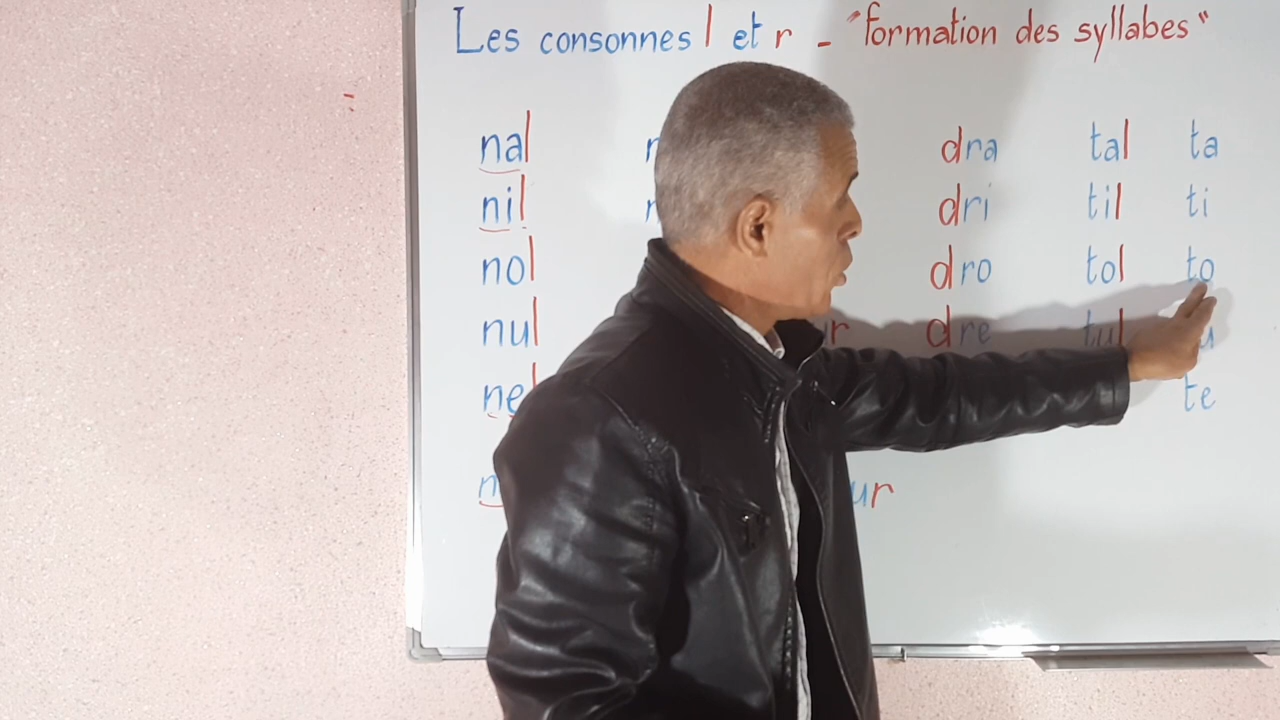 Les consonnes l et r - "formation des syllabes"
nal dra tal ta
nil dri til ti
nol dro tol to
nul dre tul
te